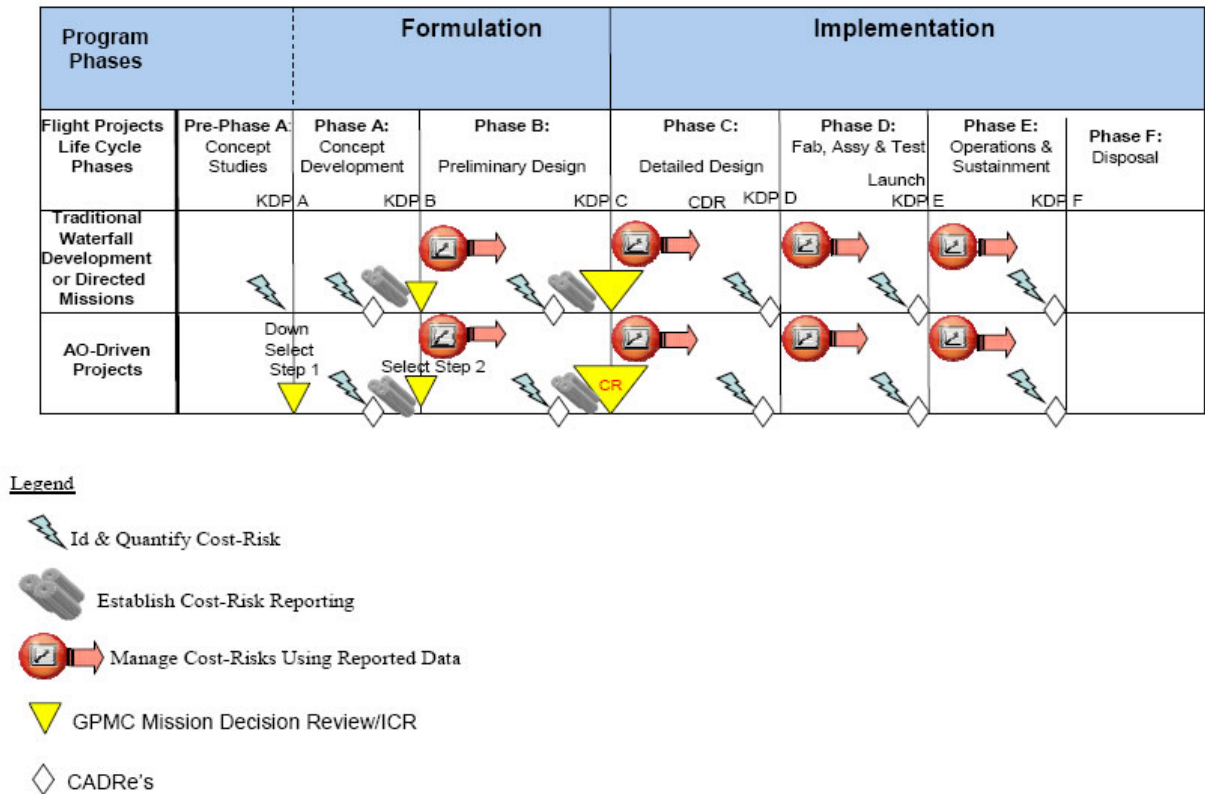 Program
Phases
Formulation
Implementation
Flight Projects
Life Cycle
Phases
Pre-Phase A:
Concept
Studies
KDP A
Phase A:
Concept
Development
KDP B
Phase B:
Preliminary Design
KDP C
Phase C:
Detailed Design
CDR
KDP D
Phase D:
Fab, Assy & Test
Launch
KDP E
Phase E:
Operations &
Sustainment
KDP F
Phase F:
Disposal
Traditional
Waterfall
Development
or Directed
Missions
AO-Driven
Projects
Down
Select
Step 1
Select Step 2
CR
Legend
Id & Quantify Cost-Risk
Establish Cost-Risk Reporting
Manage Cost-Risks Using Reported Data
GPMC Mission Decision Review/ICR
CADRe's